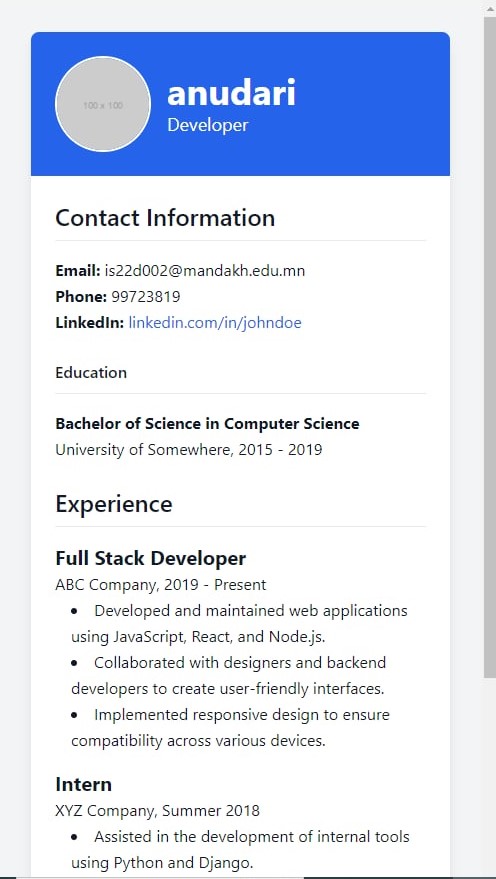 100 x 100
anudari
Developer
Contact Information
Email: is22d002@mandakh.edu.mn
Phone: 99723819
LinkedIn: linkedin.com/in/johndoe
Education
Bachelor of Science in Computer Science
University of Somewhere, 2015 - 2019
Experience
Full Stack Developer
ABC Company, 2019 - Present
• Developed and maintained web applications
using JavaScript, React, and Node.js.
• Collaborated with designers and backend
developers to create user-friendly interfaces.
• Implemented responsive design to ensure
compatibility across various devices.
Intern
XYZ Company, Summer 2018
• Assisted in the development of internal tools
using Python and Django.